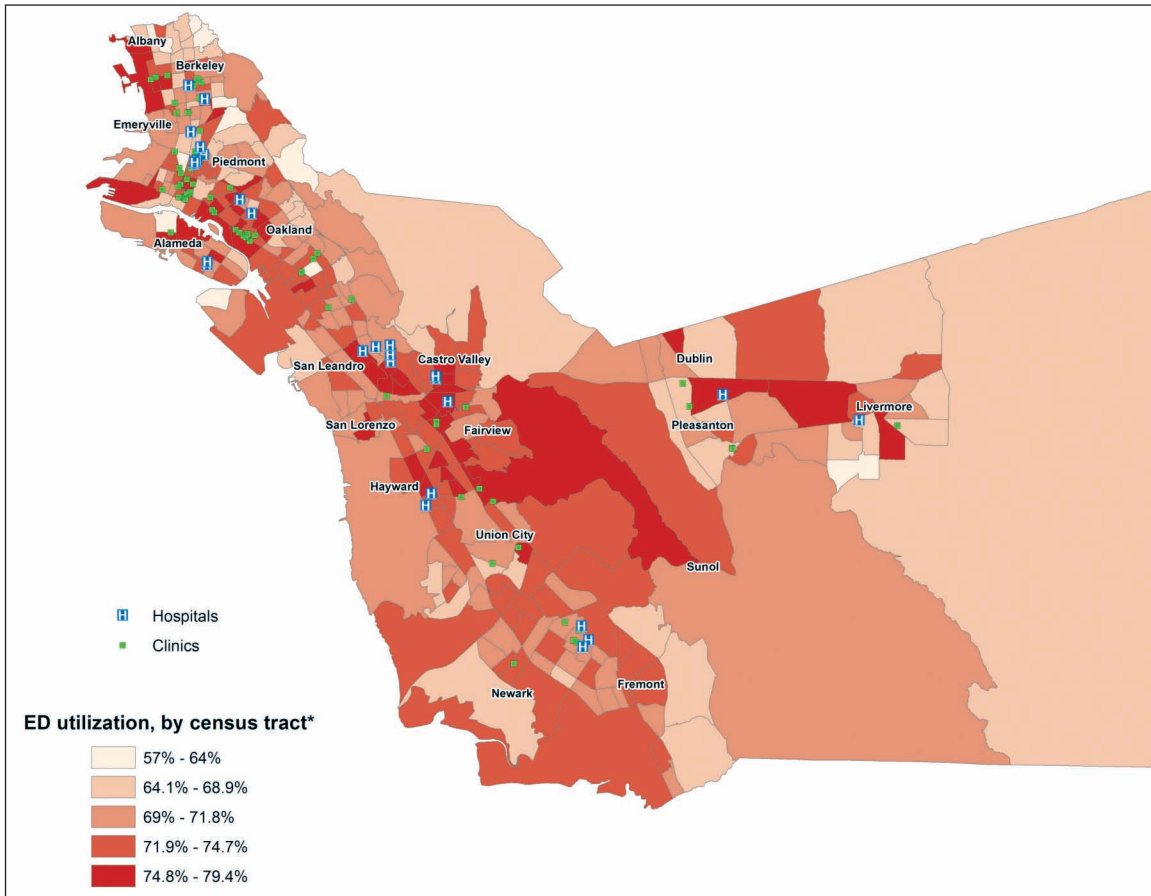 Albany
Berkeley
Emeryville
Piedmont
Oakland
Alameda
San Leandro
Castro Valley
Dublin
Livermore
Pleasanton
San Lorenzo
Fairview
Hayward
Union City
Sunol
Hospitals
Clinics
Fremont
Newark
ED utilization, by census tract*
57% - 64%
64.1% - 68.9%
69% - 71.8%
71.9% - 74.7%
74.8% - 79.4%